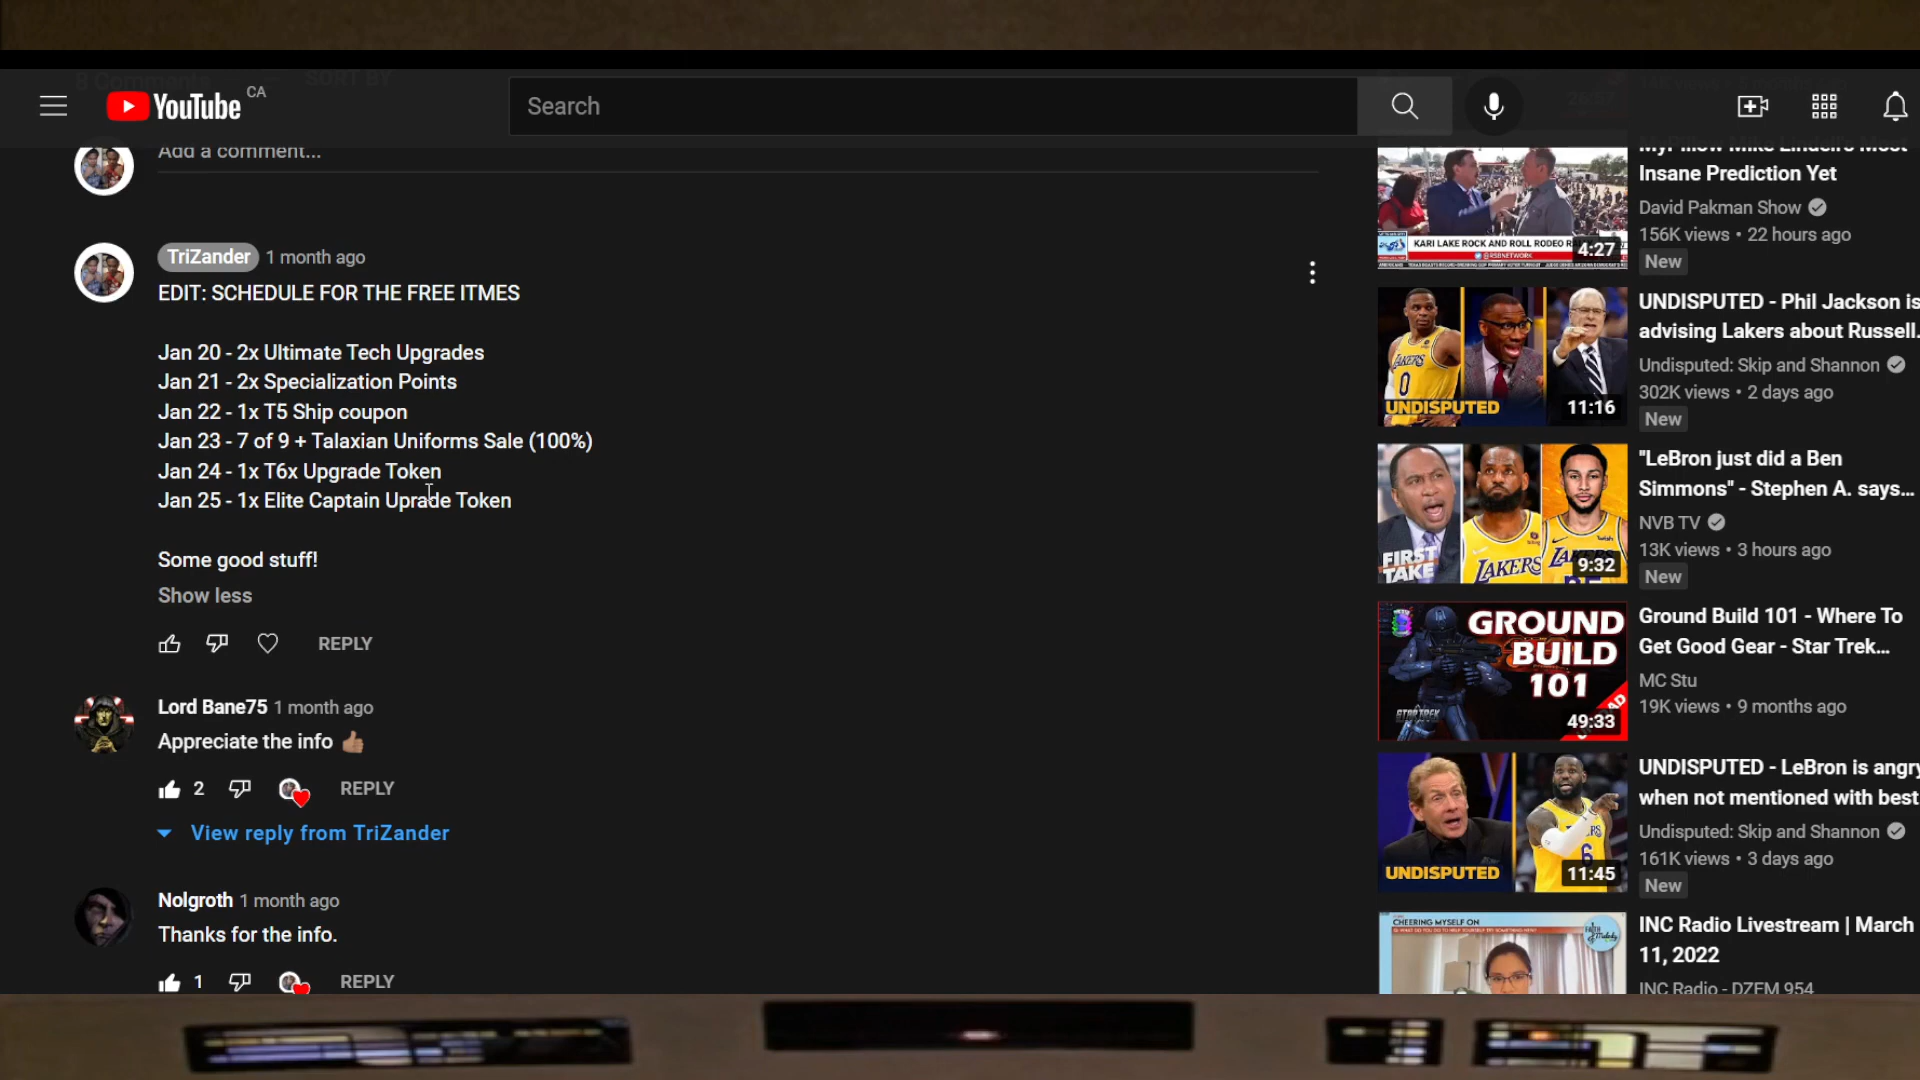 8 Comments SORT BY
YouTube CA
Search
Add a comment...
TriZander 1 month ago
EDIT: SCHEDULE FOR THE FREE ITMES
Jan 20 - 2x Ultimate Tech Upgrades
Jan 21 - 2x Specialization Points
Jan 22 - 1x T5 Ship coupon
Jan 23 - 7 of 9 + Talaxian Uniforms Sale (100%)
Jan 24 - 1x T6x Upgrade Token
Jan 25 - 1x Elite Captain Uprade Token
Some good stuff!
Show less
REPLY
Lord Bane75 1 month ago
Appreciate the info 👍🏽
2 REPLY
View reply from TriZander
Nolgroth 1 month ago
Thanks for the info.
1 REPLY
MyPillow Mike Lindell's Most
Insane Prediction Yet
David Pakman Show
156K views • 22 hours ago
New
KARI LAKE ROCK AND ROLL RODEO
@RSBNETWORK
4:27
UNDISPUTED - Phil Jackson is
advising Lakers about Russell...
Undisputed: Skip and Shannon
302K views • 2 days ago
New
LAKERS
0
UNDISPUTED
11:16
"LeBron just did a Ben
Simmons" - Stephen A. says...
NVB TV
13K views • 3 hours ago
New
FIRST
TAKE
LAKERS
9:32
Ground Build 101 - Where To
Get Good Gear - Star Trek...
MC Stu
19K views • 9 months ago
GROUND
BUILD
101
STAR TREK
49:33
UNDISPUTED - LeBron is angry
when not mentioned with best
Undisputed: Skip and Shannon
161K views • 3 days ago
New
UNDISPUTED
6
11:45
INC Radio Livestream | March
11, 2022
INC Radio - DZEM 954
CHEERING MYSELF ON